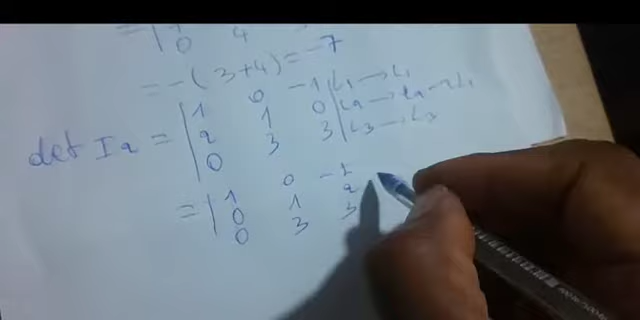 = | 1
0 4
= -(3+4) = -7
1 0 -1 | L1 → L1
det I2 = | 2 1 0 | L2 → L2 - 2L1
0 3 3 | L3 → L3
1 0 -1
= | 0 1 2
0 3 3